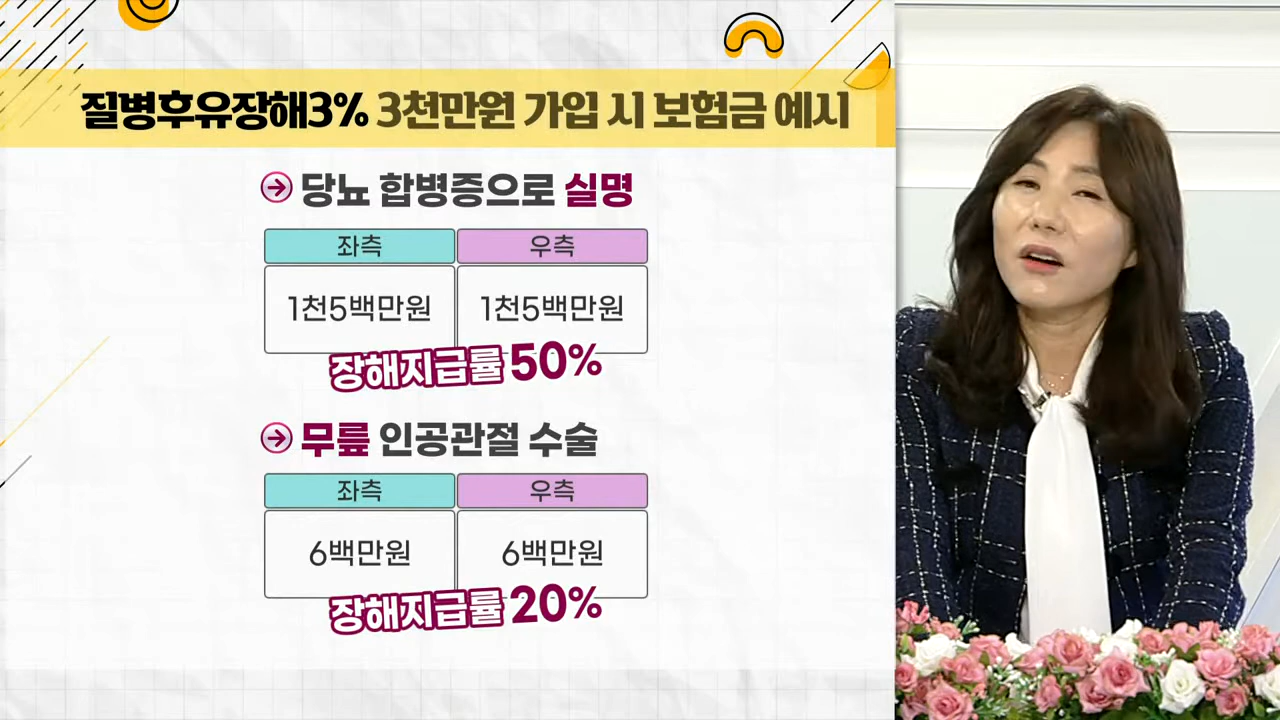 질병후유장해3% 3천만원 가입 시 보험금 예시
당뇨 합병증으로 실명
좌측 우측
1천5백만원 1천5백만원
장해지급률 50%
무릎 인공관절 수술
좌측 우측
6백만원 6백만원
장해지급률 20%